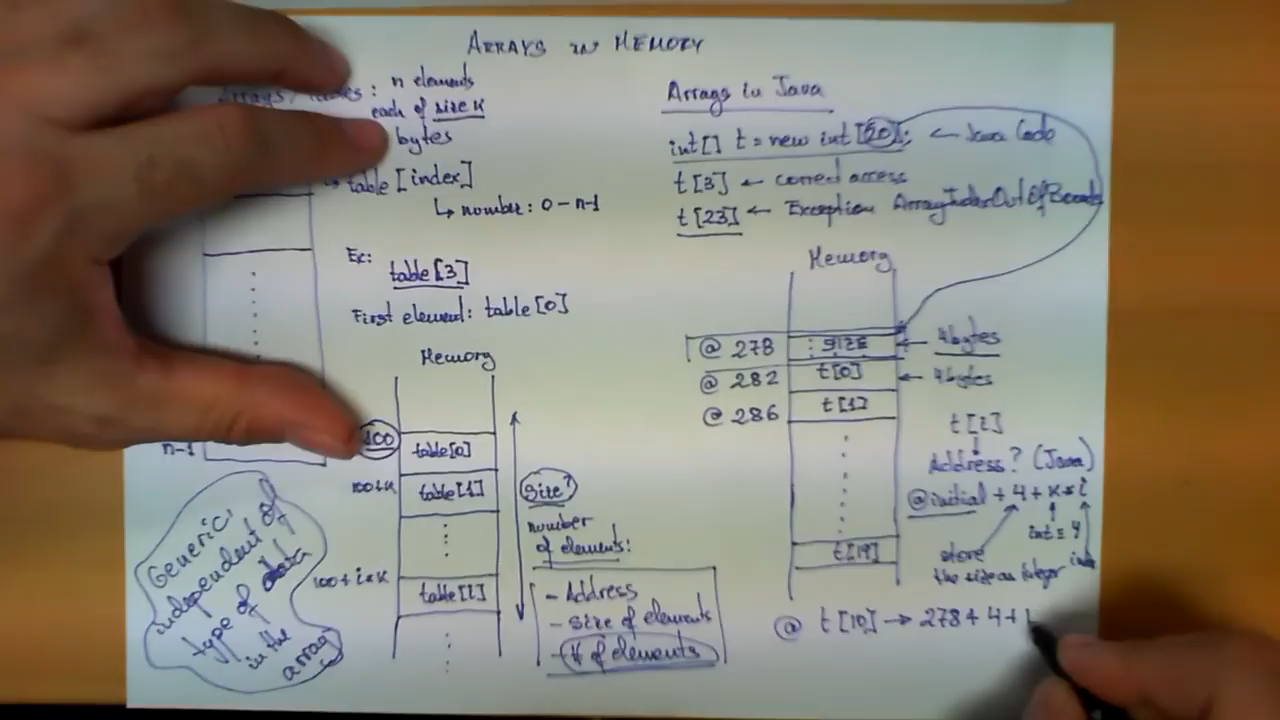 ARRAYS IN MEMORY
: n elements
each of size K
bytes
table [index]
↳ number: 0 - n-1
Ex:
table [3]
First element: table [0]
Memory
n-1
100
table[0]
100+K
table[1]
100+i×K
table[i]
Size?
number
of elements:
- Address
- Size of elements
- # of elements
Generic,
independent of
type of data
in the
array
Arrays in Java
int[] t = new int [20]; ← Java Code
t[3] ← correct access
t[23] ← Exception ArrayIndexOutOfBounds
Memory
@ 278 SIZE ← 4 bytes
@ 282 t[0] ← 4 bytes
@ 286 t[1]
t[i]
Address? (Java)
@initial + 4 + K*i
int = 4
store
the size as integer
t[19]
@ t[10] → 278 + 4 +